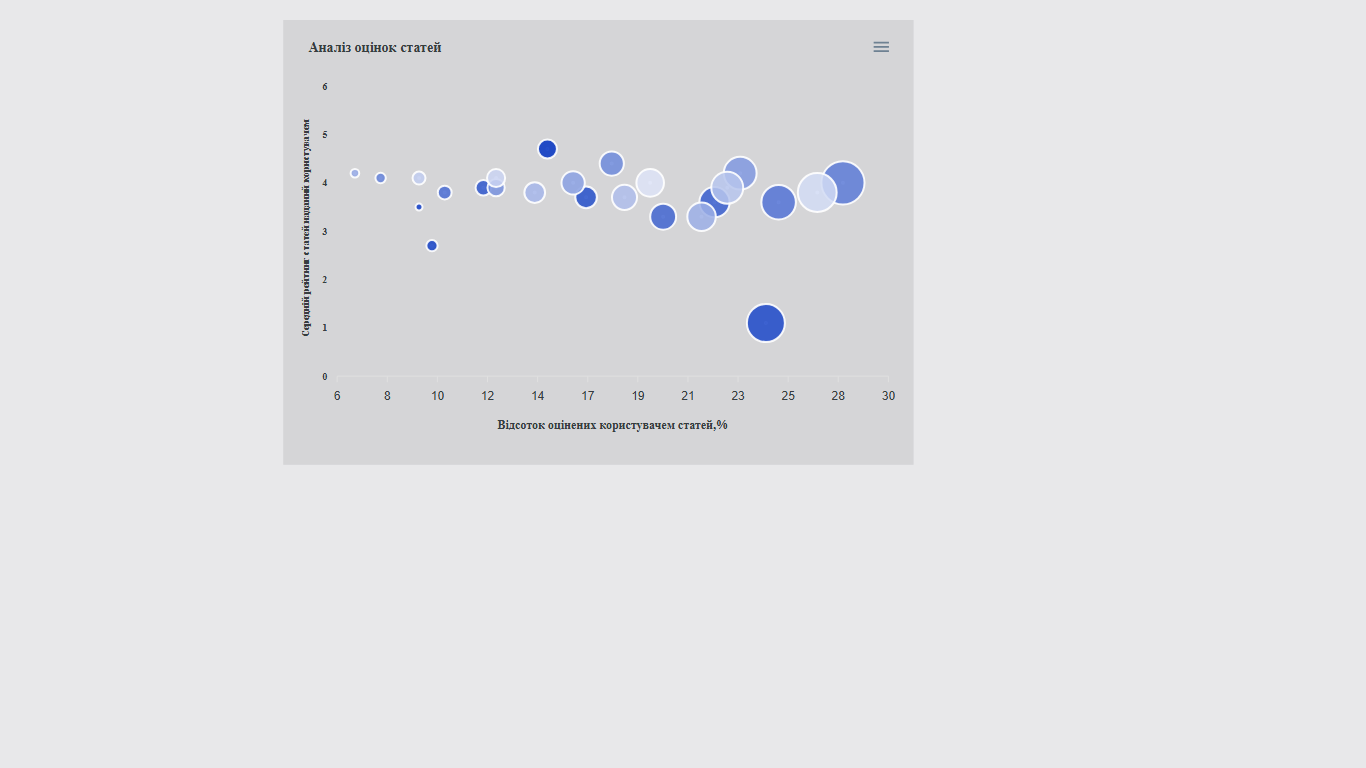 Аналіз оцінок статей
6
5
4
3
2
1
0
Середній рейтинг статей наданий користувачем
6 8 10 12 14 17 19 21 23 25 28 30
Відсоток оцінених користувачем статей,%